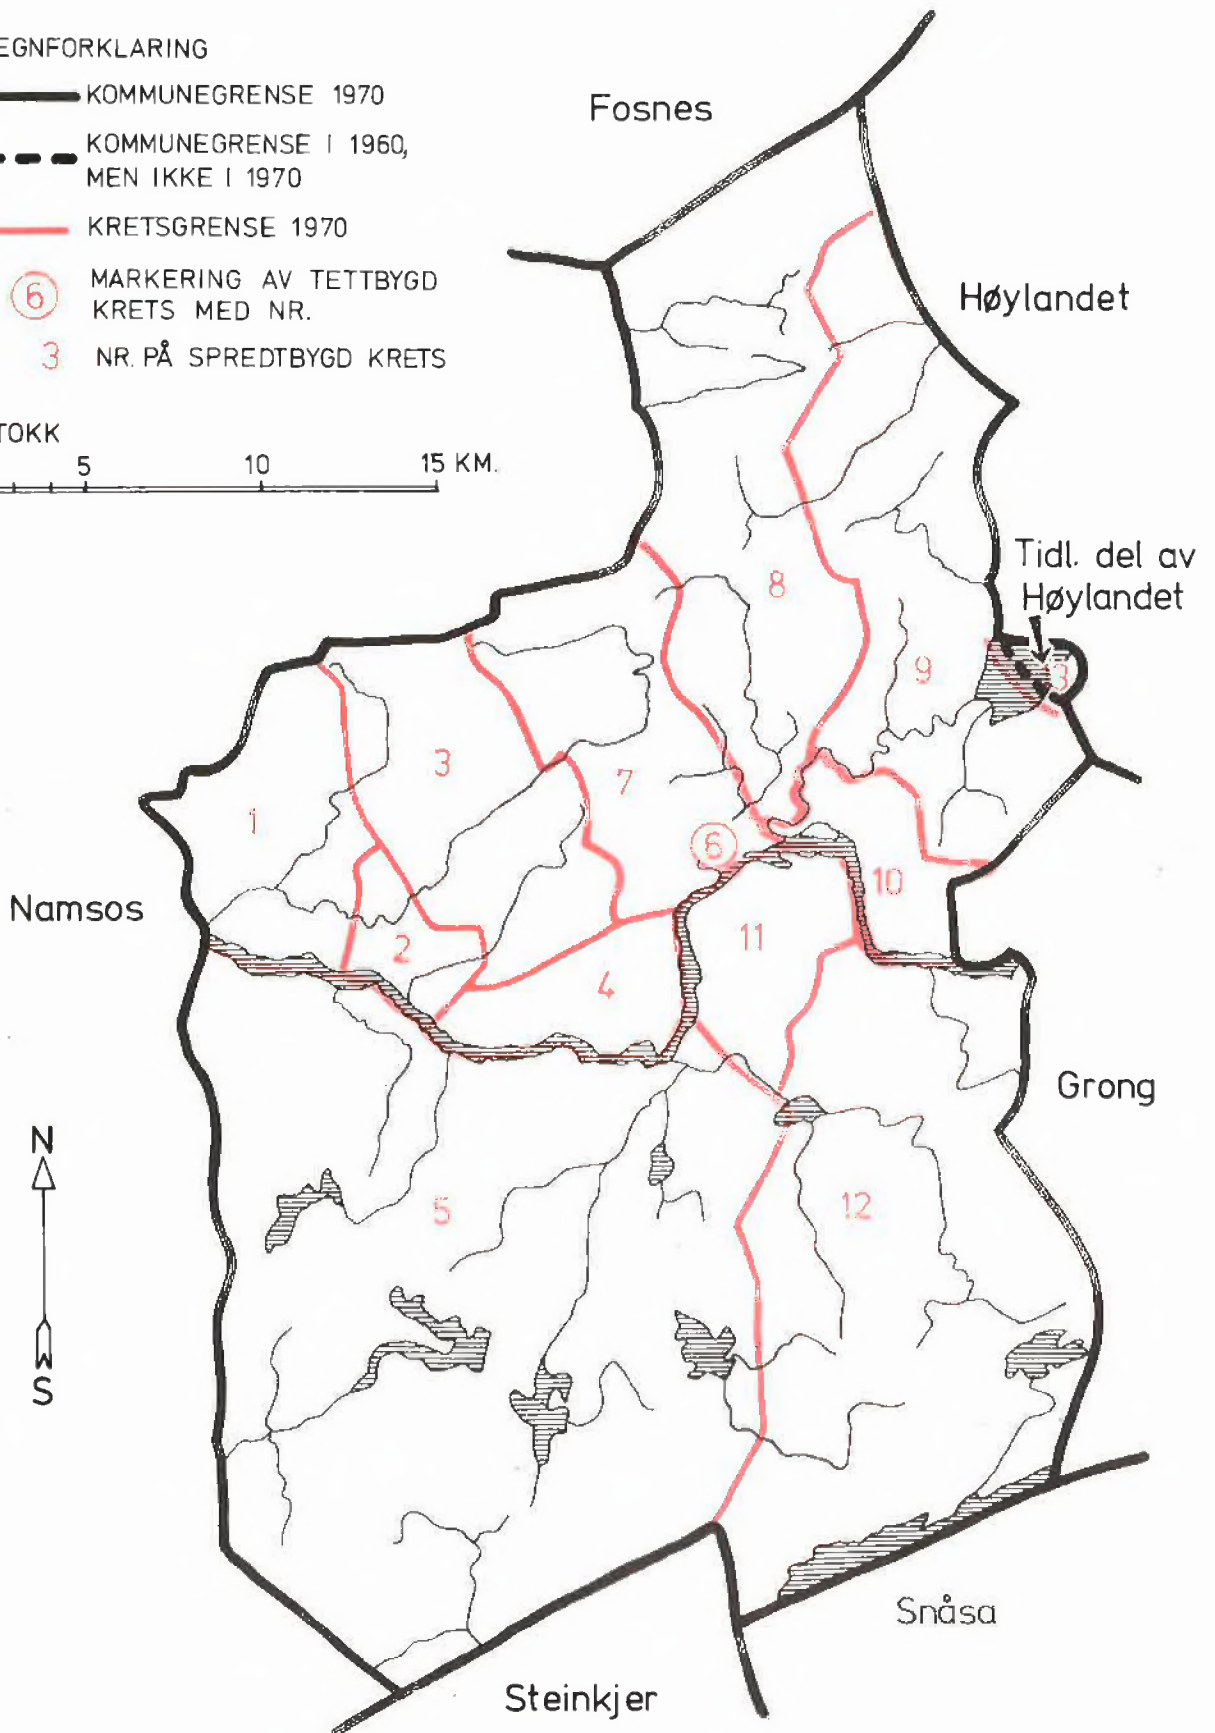 EGNFORKLARING
KOMMUNEGRENSE 1970
KOMMUNEGRENSE I 1960,
MEN IKKE I 1970
KRETSGRENSE 1970
6 MARKERING AV TETTBYGD
KRETS MED NR.
3 NR. PÅ SPREDTBYGD KRETS
TOKK
5 10 15 KM.
Fosnes
Høylandet
Tidl. del av
Høylandet
8
9
3
3
7
1
6
10
Namsos
11
2
4
Grong
N
S
5
12
Snåsa
Steinkjer